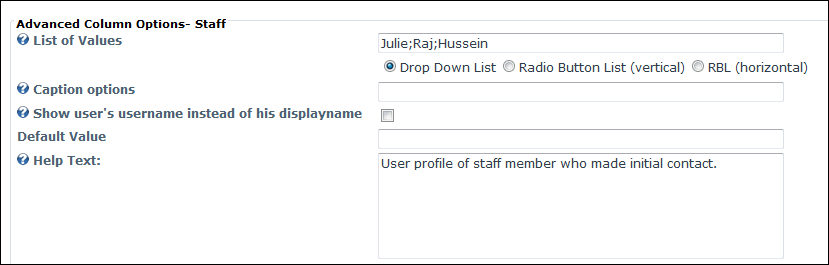 Advanced Column Options- Staff
List of Values Julie;Raj;Hussein
Drop Down List Radio Button List (vertical) RBL (horizontal)
Caption options
Show user's username instead of his displayname
Default Value
Help Text: User profile of staff member who made initial contact.